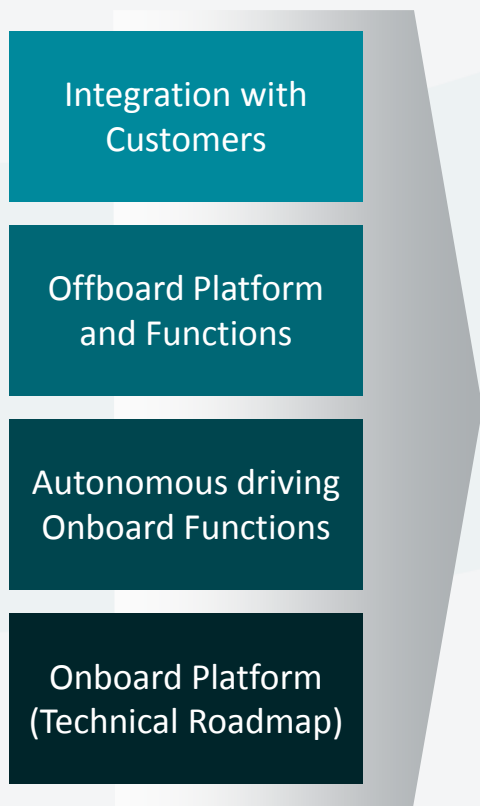 Integration with
Customers
Offboard Platform
and Functions
Autonomous driving
Onboard Functions
Onboard Platform
(Technical Roadmap)